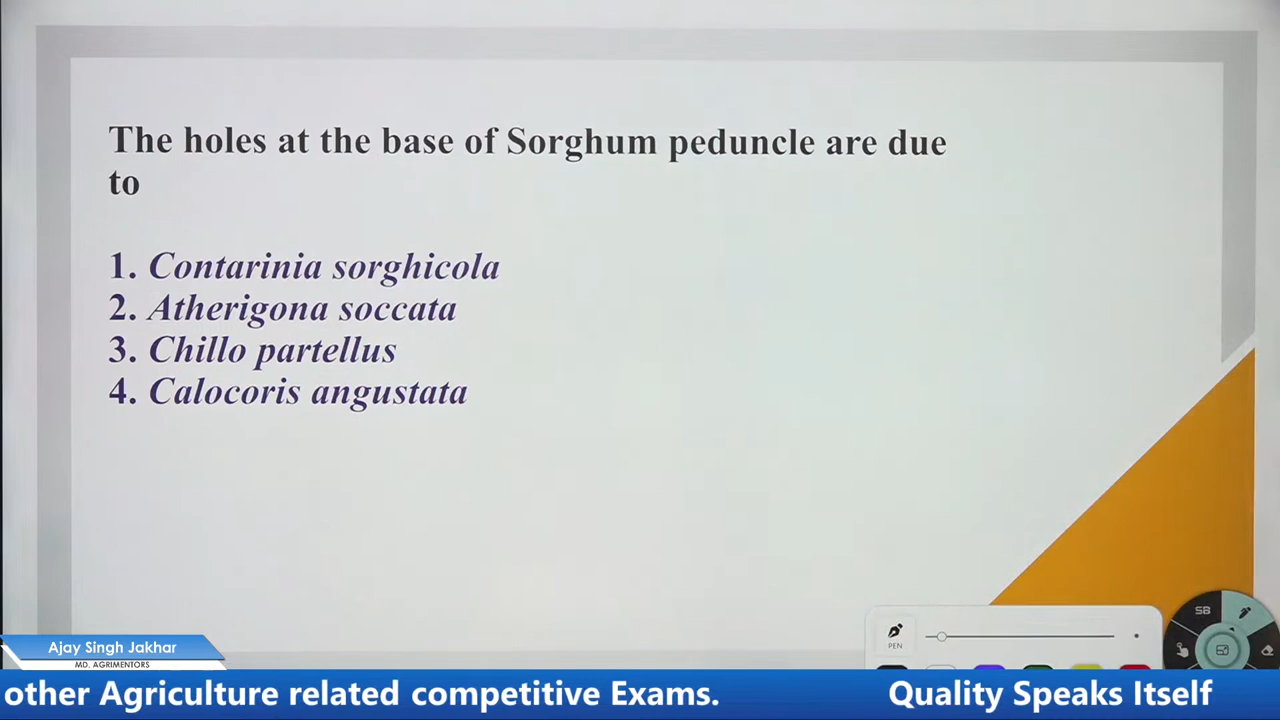 The holes at the base of Sorghum peduncle are due
to
1. Contarinia sorghicola
2. Atherigona soccata
3. Chillo partellus
4. Calocoris angustata
SB
PEN
Ajay Singh Jakhar
MD. AGRIMENTORS
other Agriculture related competitive Exams. Quality Speaks Itself